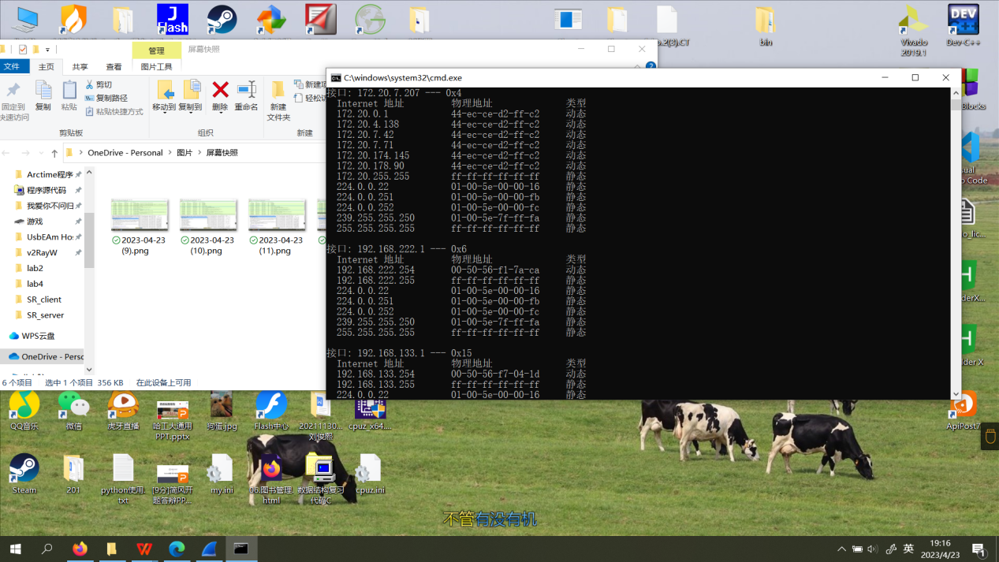 J
Flash
.2(3).CT
bin
Vivado
2019.1
DEV
C++
Dev-C++
管理
屏幕快照
文件
主页
共享
查看
图片工具
固定到
快速访问
复制
粘贴
剪切
复制路径
粘贴快捷方式
移动到
复制到
删除
重命名
新建
文件夹
新建项
轻松访
剪贴板
组织
新建
OneDrive - Personal
图片
屏幕快照
Arctime程序
程序源代码
我爱你不问归
游戏
UsbEAm Ho
v2RayW
lab2
lab4
SR_client
SR_server
WPS云盘
OneDrive - Perso
2023-04-23
(9).png
2023-04-23
(10).png
2023-04-23
(11).png
6 个项目 选中 1 个项目 356 KB 在此设备上可用
C:\windows\system32\cmd.exe
接口: 172.20.7.207 --- 0x4
Internet 地址 物理地址 类型
172.20.0.1 44-ec-ce-d2-ff-c2 动态
172.20.4.138 44-ec-ce-d2-ff-c2 动态
172.20.7.42 44-ec-ce-d2-ff-c2 动态
172.20.7.71 44-ec-ce-d2-ff-c2 动态
172.20.174.145 44-ec-ce-d2-ff-c2 动态
172.20.178.90 44-ec-ce-d2-ff-c2 动态
172.20.255.255 ff-ff-ff-ff-ff-ff 静态
224.0.0.22 01-00-5e-00-00-16 静态
224.0.0.251 01-00-5e-00-00-fb 静态
224.0.0.252 01-00-5e-00-00-fc 静态
239.255.255.250 01-00-5e-7f-ff-fa 静态
255.255.255.255 ff-ff-ff-ff-ff-ff 静态
接口: 192.168.222.1 --- 0x6
Internet 地址 物理地址 类型
192.168.222.254 00-50-56-f1-7a-ca 动态
192.168.222.255 ff-ff-ff-ff-ff-ff 静态
224.0.0.22 01-00-5e-00-00-16 静态
224.0.0.251 01-00-5e-00-00-fb 静态
224.0.0.252 01-00-5e-00-00-fc 静态
239.255.255.250 01-00-5e-7f-ff-fa 静态
255.255.255.255 ff-ff-ff-ff-ff-ff 静态
接口: 192.168.133.1 --- 0x15
Internet 地址 物理地址 类型
192.168.133.254 00-50-56-f7-04-1d 动态
192.168.133.255 ff-ff-ff-ff-ff-ff 静态
224.0.0.22 01-00-5e-00-00-16 静态
Blocks
Code
ApiPost7
QQ音乐
微信
虎牙直播
哈工大通用
PPT.pptx
狗蛋.jpg
Flash中心
20211130...
刘俊熙
cpuz_x64....
Steam
201
python使用.
txt
[9分]简风开
题答辩PP...
my.ini
06.图书管理.
html
数据结构复习
代码C
cpuz.ini
不管有没有机
英
19:16
2023/4/23
1